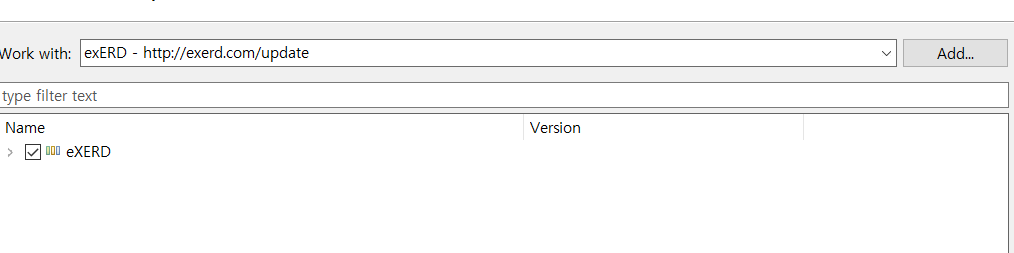 Work with: exERD - http://exerd.com/update Add...
type filter text
Name Version
eXERD